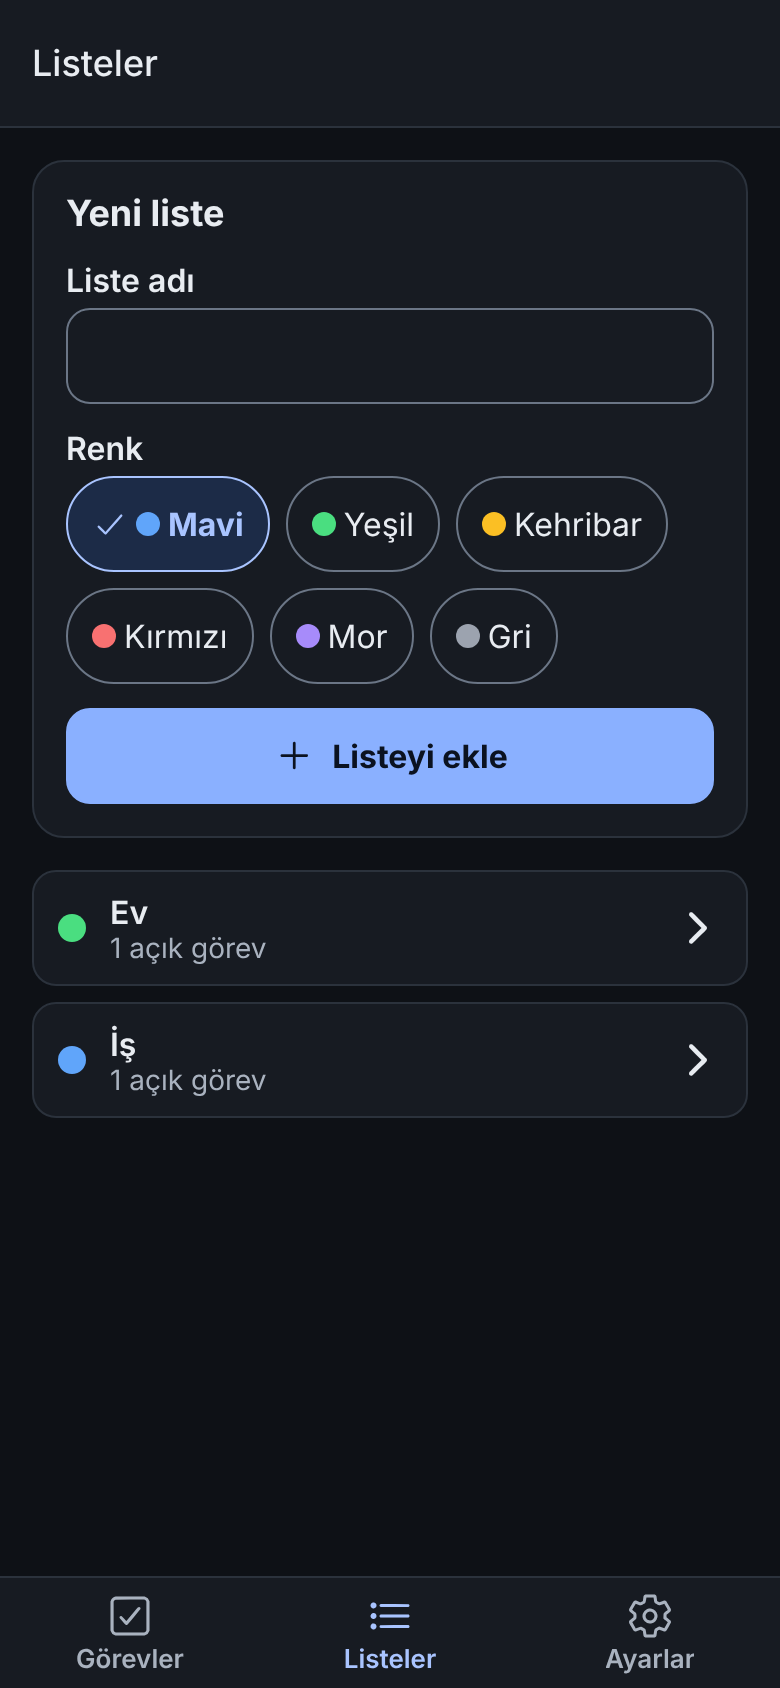 Listeler
Yeni liste
Liste adı
Renk
Mavi
Yeşil
Kehribar
Kırmızı
Mor
Gri
Listeyi ekle
Ev
1 açık görev
İş
1 açık görev
Görevler
Listeler
Ayarlar